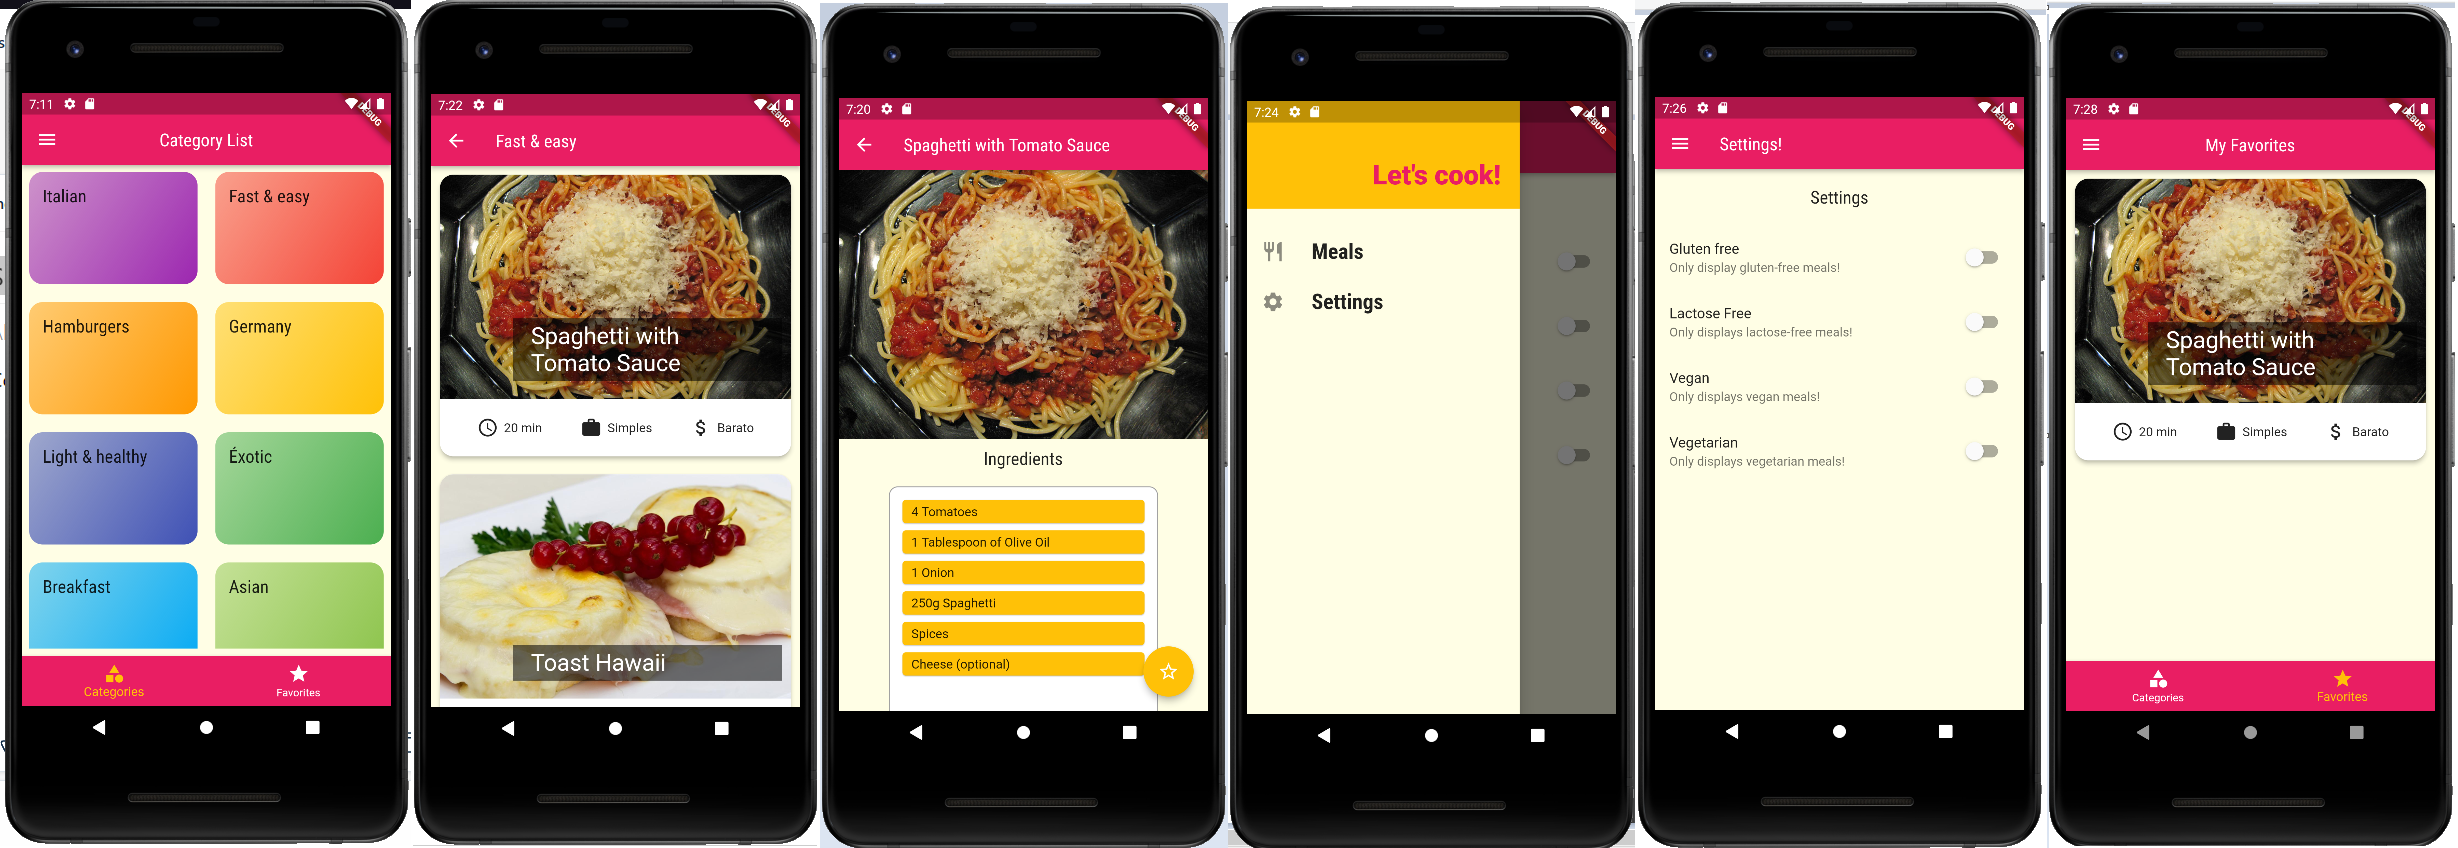 7:11
DEBUG
Category List
Italian
Fast & easy
Hamburgers
Germany
Light & healthy
Éxotic
Breakfast
Asian
Categories
Favorites
7:22
DEBUG
Fast & easy
Spaghetti with
Tomato Sauce
20 min
Simples
Barato
Toast Hawaii
7:20
DEBUG
Spaghetti with Tomato Sauce
Ingredients
4 Tomatoes
1 Tablespoon of Olive Oil
1 Onion
250g Spaghetti
Spices
Cheese (optional)
7:24
DEBUG
Let's cook!
Meals
Settings
7:26
DEBUG
Settings!
Settings
Gluten free
Only display gluten-free meals!
Lactose Free
Only displays lactose-free meals!
Vegan
Only displays vegan meals!
Vegetarian
Only displays vegetarian meals!
7:28
DEBUG
My Favorites
Spaghetti with
Tomato Sauce
20 min
Simples
Barato
Categories
Favorites